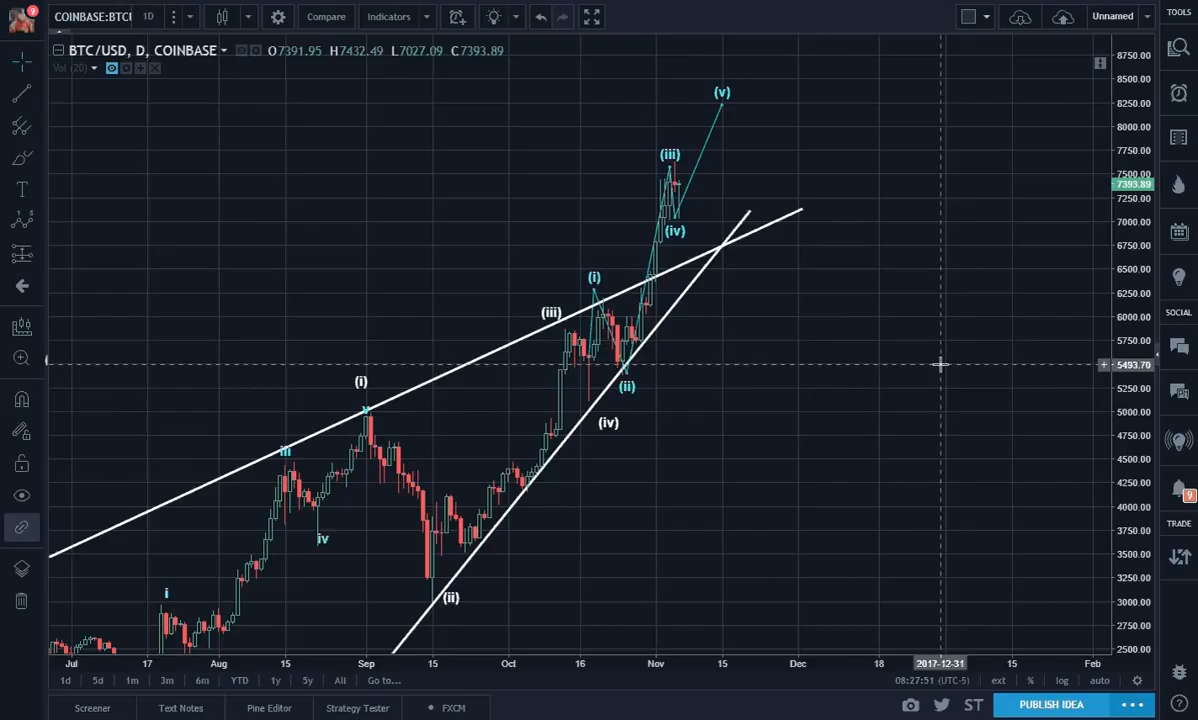 9
COINBASE:BTCU
1D
Compare
Indicators
Unnamed
TOOLS
BTC/USD, D, COINBASE
O7391.95 H7432.49 L7027.09 C7393.89
Vol (20)
8750.00
8500.00
8250.00
8000.00
7750.00
7500.00
7393.89
7250.00
7000.00
6750.00
6500.00
6250.00
6000.00
5750.00
5493.70
5250.00
5000.00
4750.00
4500.00
4250.00
4000.00
3750.00
3500.00
3250.00
3000.00
2750.00
2500.00
(v)
(iii)
(iv)
(i)
(iii)
(ii)
(i)
v
(iv)
iii
iv
i
(ii)
SOCIAL
9
TRADE
Jul 17 Aug 15 Sep 15 Oct 16 Nov 15 Dec 18 2017-12-31 15 Feb
1d 5d 1m 3m 6m YTD 1y 5y All Go to...
08:27:51 (UTC-5) ext % log auto
Screener Text Notes Pine Editor Strategy Tester FXCM
ST
PUBLISH IDEA